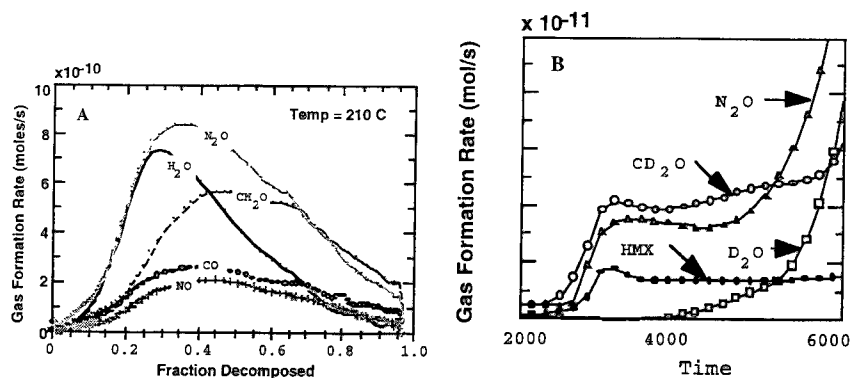 x10⁻¹⁰
Gas Formation Rate (moles/s)
10
8
6
4
2
0
A
Temp = 210 C
N₂O
H₂O
CH₂O
CO
NO
0
0.2
0.4
0.6
0.8
1.0
Fraction Decomposed
x 10-11
Gas Formation Rate (mol/s)
B
N₂O
CD₂O
HMX
D₂O
2000
4000
6000
Time